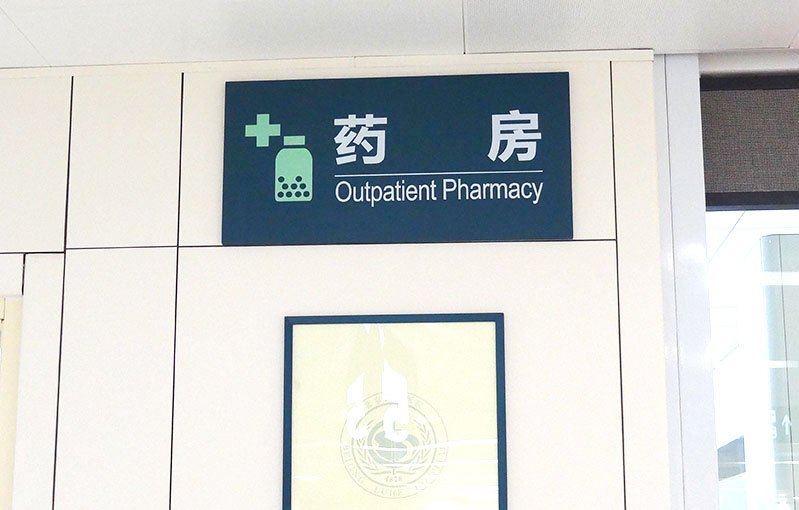 药房
Outpatient Pharmacy